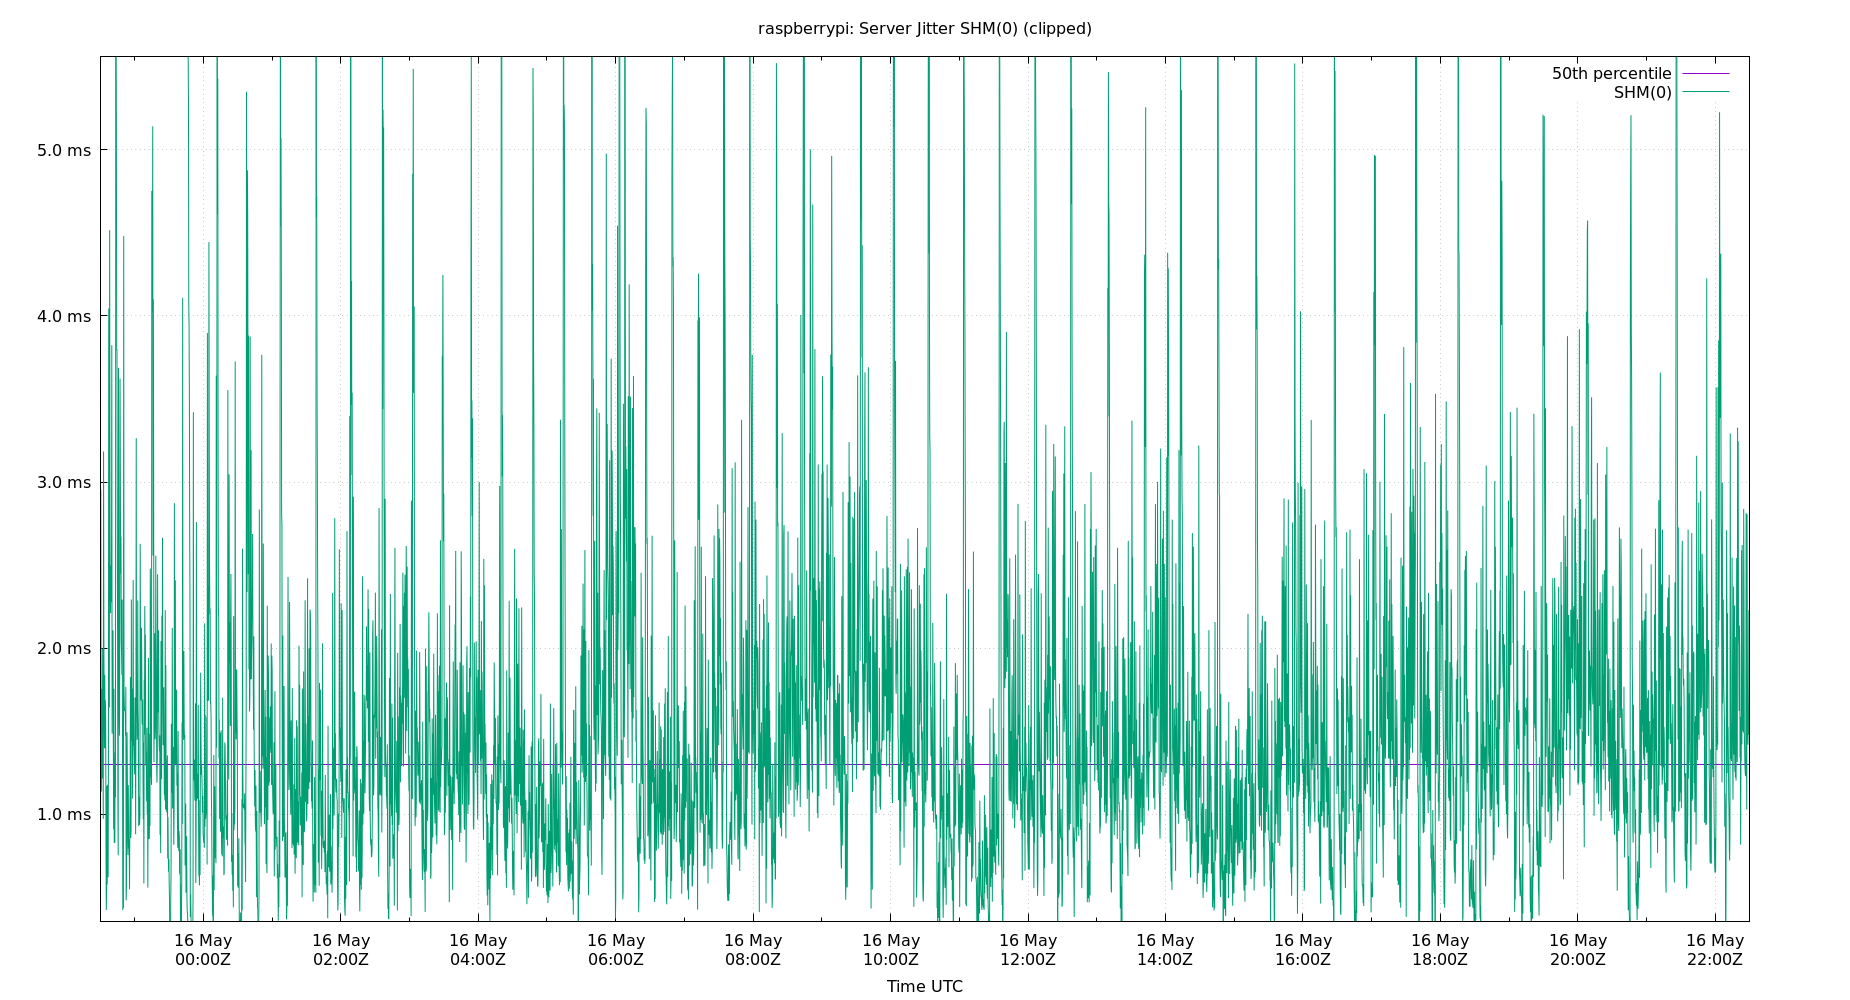 raspberrypi: Server Jitter SHM(0) (clipped)
50th percentile
SHM(0)
5.0 ms
4.0 ms
3.0 ms
2.0 ms
1.0 ms
16 May 16 May 16 May 16 May 16 May 16 May 16 May 16 May 16 May 16 May 16 May 16 May
00:00Z 02:00Z 04:00Z 06:00Z 08:00Z 10:00Z 12:00Z 14:00Z 16:00Z 18:00Z 20:00Z 22:00Z
Time UTC